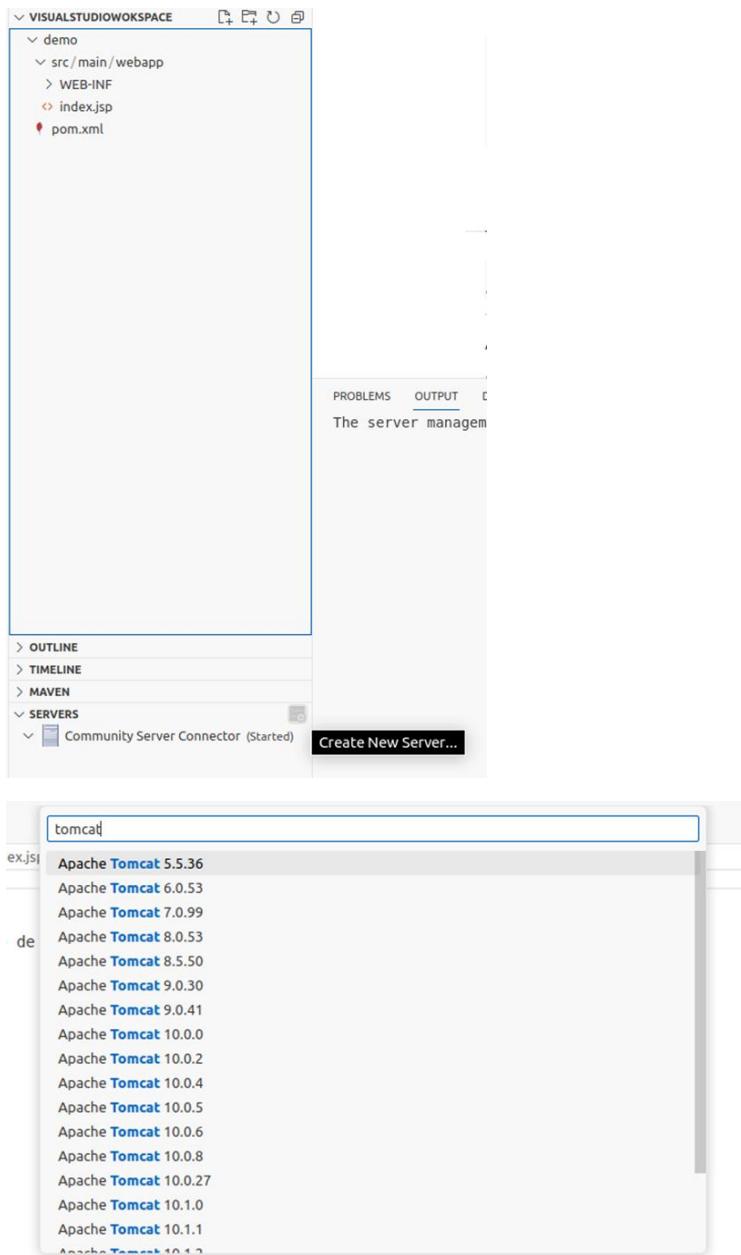 VISUALSTUDIOWOKSPACE
demo
src/main/webapp
WEB-INF
index.jsp
pom.xml
PROBLEMS OUTPUT
The server managem
OUTLINE
TIMELINE
MAVEN
SERVERS
Community Server Connector (Started)
Create New Server...
tomcat
ex.jsp
Apache Tomcat 5.5.36
Apache Tomcat 6.0.53
Apache Tomcat 7.0.99
de
Apache Tomcat 8.0.53
Apache Tomcat 8.5.50
Apache Tomcat 9.0.30
Apache Tomcat 9.0.41
Apache Tomcat 10.0.0
Apache Tomcat 10.0.2
Apache Tomcat 10.0.4
Apache Tomcat 10.0.5
Apache Tomcat 10.0.6
Apache Tomcat 10.0.8
Apache Tomcat 10.0.27
Apache Tomcat 10.1.0
Apache Tomcat 10.1.1